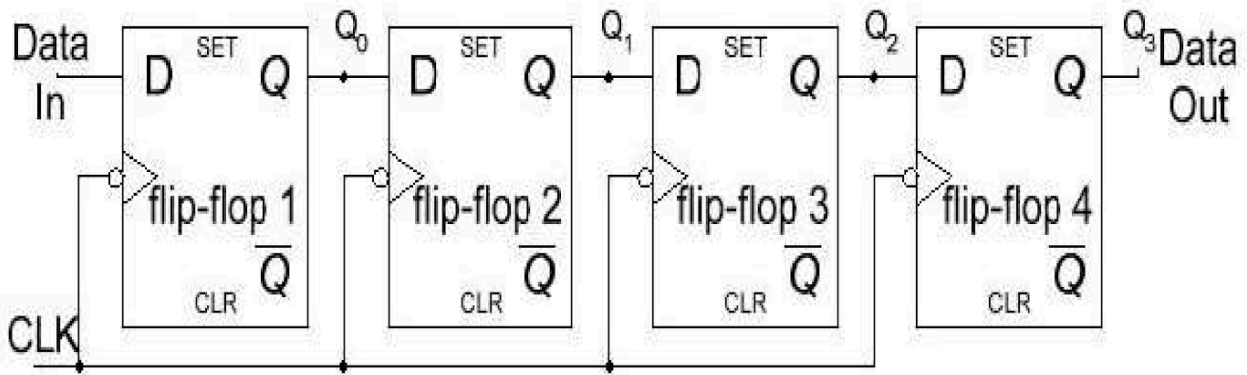 Data In
SET
D Q
flip-flop 1
Q̅
CLR
Q0
SET
D Q
flip-flop 2
Q̅
CLR
Q1
SET
D Q
flip-flop 3
Q̅
CLR
Q2
SET
D Q
flip-flop 4
Q̅
CLR
Q3
Data
Out
CLK